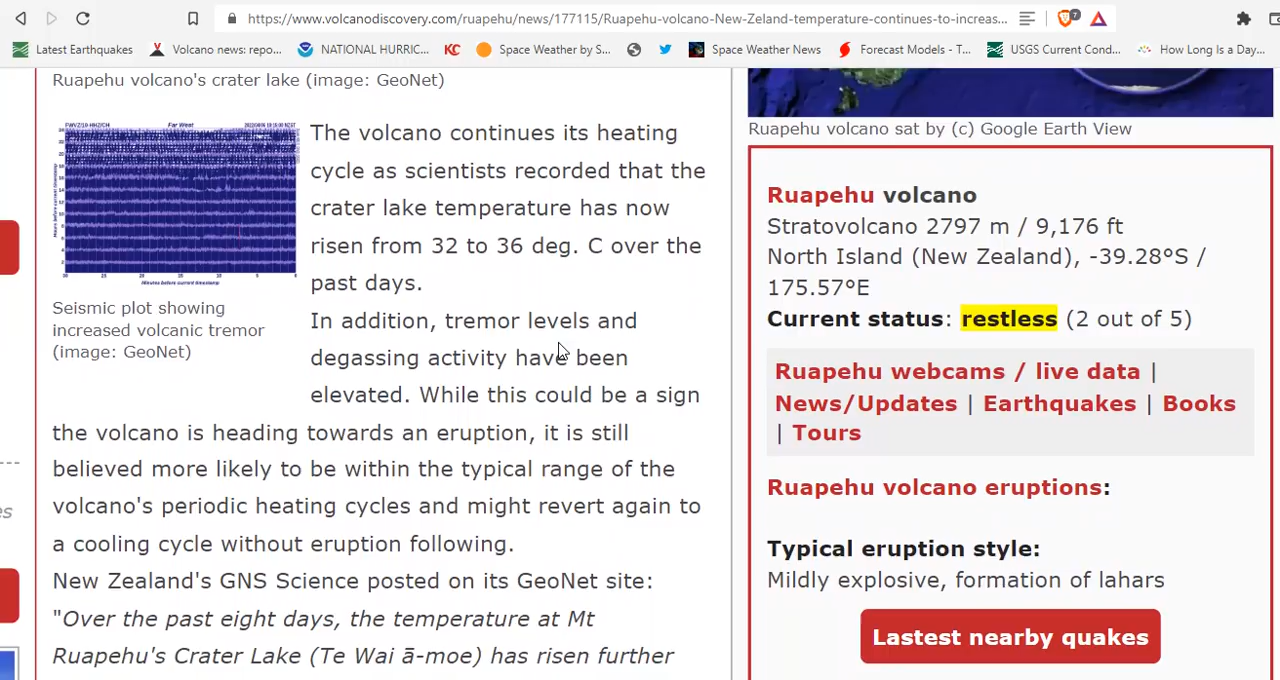 https://www.volcanodiscovery.com/ruapehu/news/177115/Ruapehu-volcano-New-Zeland-temperature-continues-to-increas...
7
Latest Earthquakes
Volcano news: repo...
NATIONAL HURRIC...
KC
Space Weather by S...
Space Weather News
Forecast Models - T...
USGS Current Cond...
How Long Is a Day...
Ruapehu volcano's crater lake (image: GeoNet)
Far West
Minutes before current timestamp
Seismic plot showing
increased volcanic tremor
(image: GeoNet)
The volcano continues its heating
cycle as scientists recorded that the
crater lake temperature has now
risen from 32 to 36 deg. C over the
past days.
In addition, tremor levels and
degassing activity have been
elevated. While this could be a sign
the volcano is heading towards an eruption, it is still
believed more likely to be within the typical range of the
volcano's periodic heating cycles and might revert again to
a cooling cycle without eruption following.
New Zealand's GNS Science posted on its GeoNet site:
"Over the past eight days, the temperature at Mt
Ruapehu's Crater Lake (Te Wai ā-moe) has risen further
es
Ruapehu volcano sat by (c) Google Earth View
Ruapehu volcano
Stratovolcano 2797 m / 9,176 ft
North Island (New Zealand), -39.28°S /
175.57°E
Current status: restless (2 out of 5)
Ruapehu webcams / live data |
News/Updates | Earthquakes | Books
| Tours
Ruapehu volcano eruptions:
Typical eruption style:
Mildly explosive, formation of lahars
Lastest nearby quakes